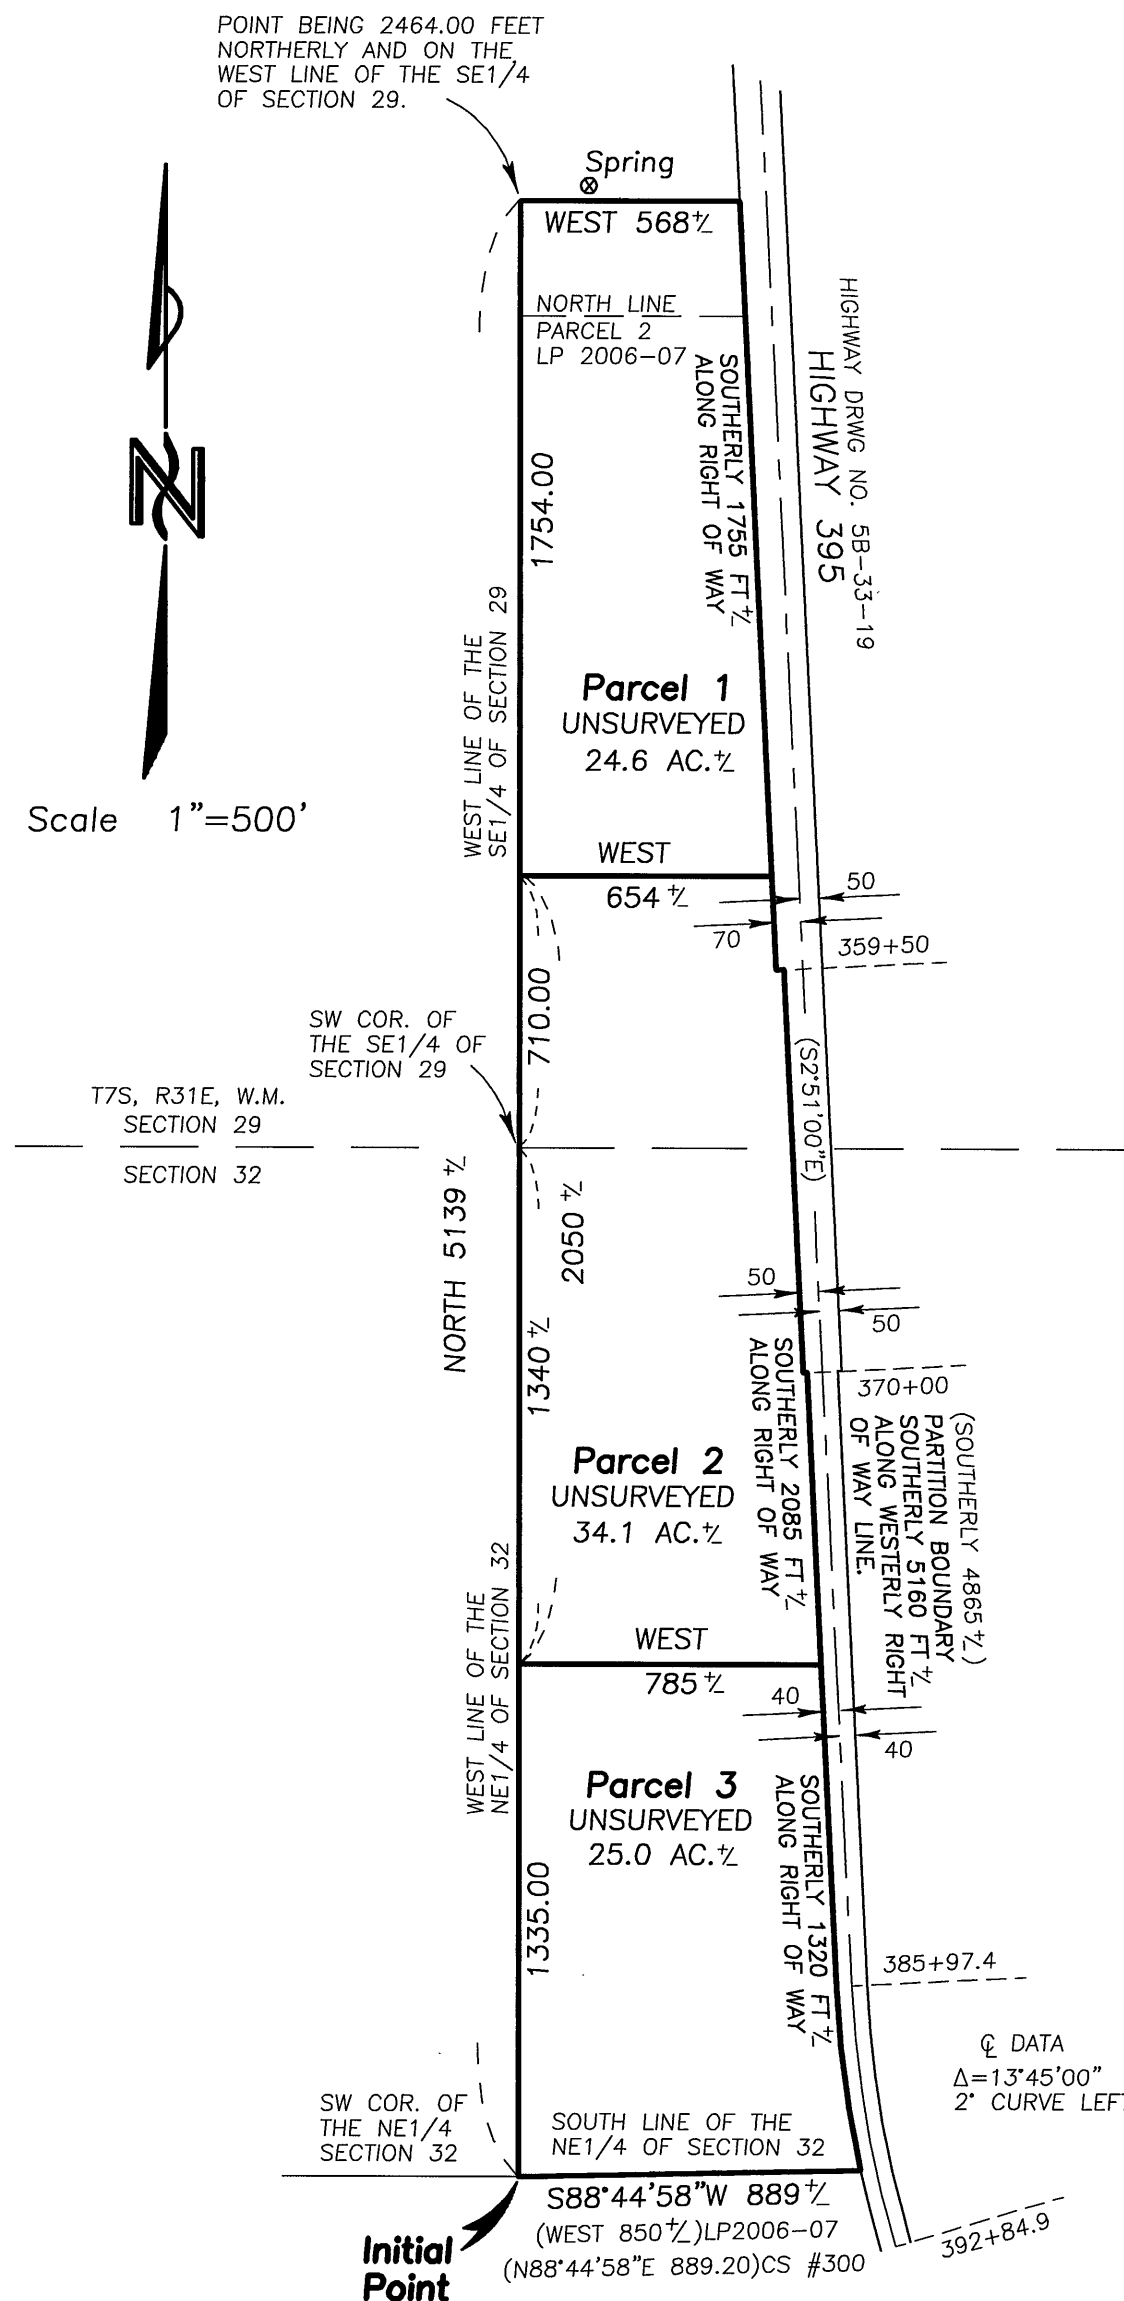 POINT BEING 2464.00 FEET
NORTHERLY AND ON THE
WEST LINE OF THE SE1/4
OF SECTION 29.
Spring
WEST 568+/-
NORTH LINE
PARCEL 2
LP 2006-07
SOUTHERLY 1755 FT+/-
ALONG RIGHT OF WAY
HIGHWAY DRWG NO. 5B-33-19
HIGHWAY 395
N
1754.00
WEST LINE OF THE
SE1/4 OF SECTION 29
Parcel 1
UNSURVEYED
24.6 AC.+/-
Scale 1"=500'
WEST
654+/-
50
70
359+50
710.00
SW COR. OF
THE SE1/4 OF
SECTION 29
(S2°51'00"E)
T7S, R31E, W.M.
SECTION 29
SECTION 32
NORTH 5139+/-
2050+/-
1340+/-
50
50
370+00
SOUTHERLY 2085 FT+/-
ALONG RIGHT OF WAY
(SOUTHERLY 4865+/-)
PARTITION BOUNDARY
SOUTHERLY 5160 FT+/-
ALONG WESTERLY RIGHT
OF WAY LINE.
Parcel 2
UNSURVEYED
34.1 AC.+/-
WEST LINE OF THE
NE1/4 OF SECTION 32
WEST
785+/-
40
40
Parcel 3
UNSURVEYED
25.0 AC.+/-
SOUTHERLY 1320 FT+/-
ALONG RIGHT OF WAY
1335.00
385+97.4
℄ DATA
Δ=13°45'00"
2° CURVE LEFT
SW COR. OF
THE NE1/4
SECTION 32
SOUTH LINE OF THE
NE1/4 OF SECTION 32
S88°44'58"W 889+/-
(WEST 850+/-)LP2006-07
(N88°44'58"E 889.20)CS #300
392+84.9
Initial
Point